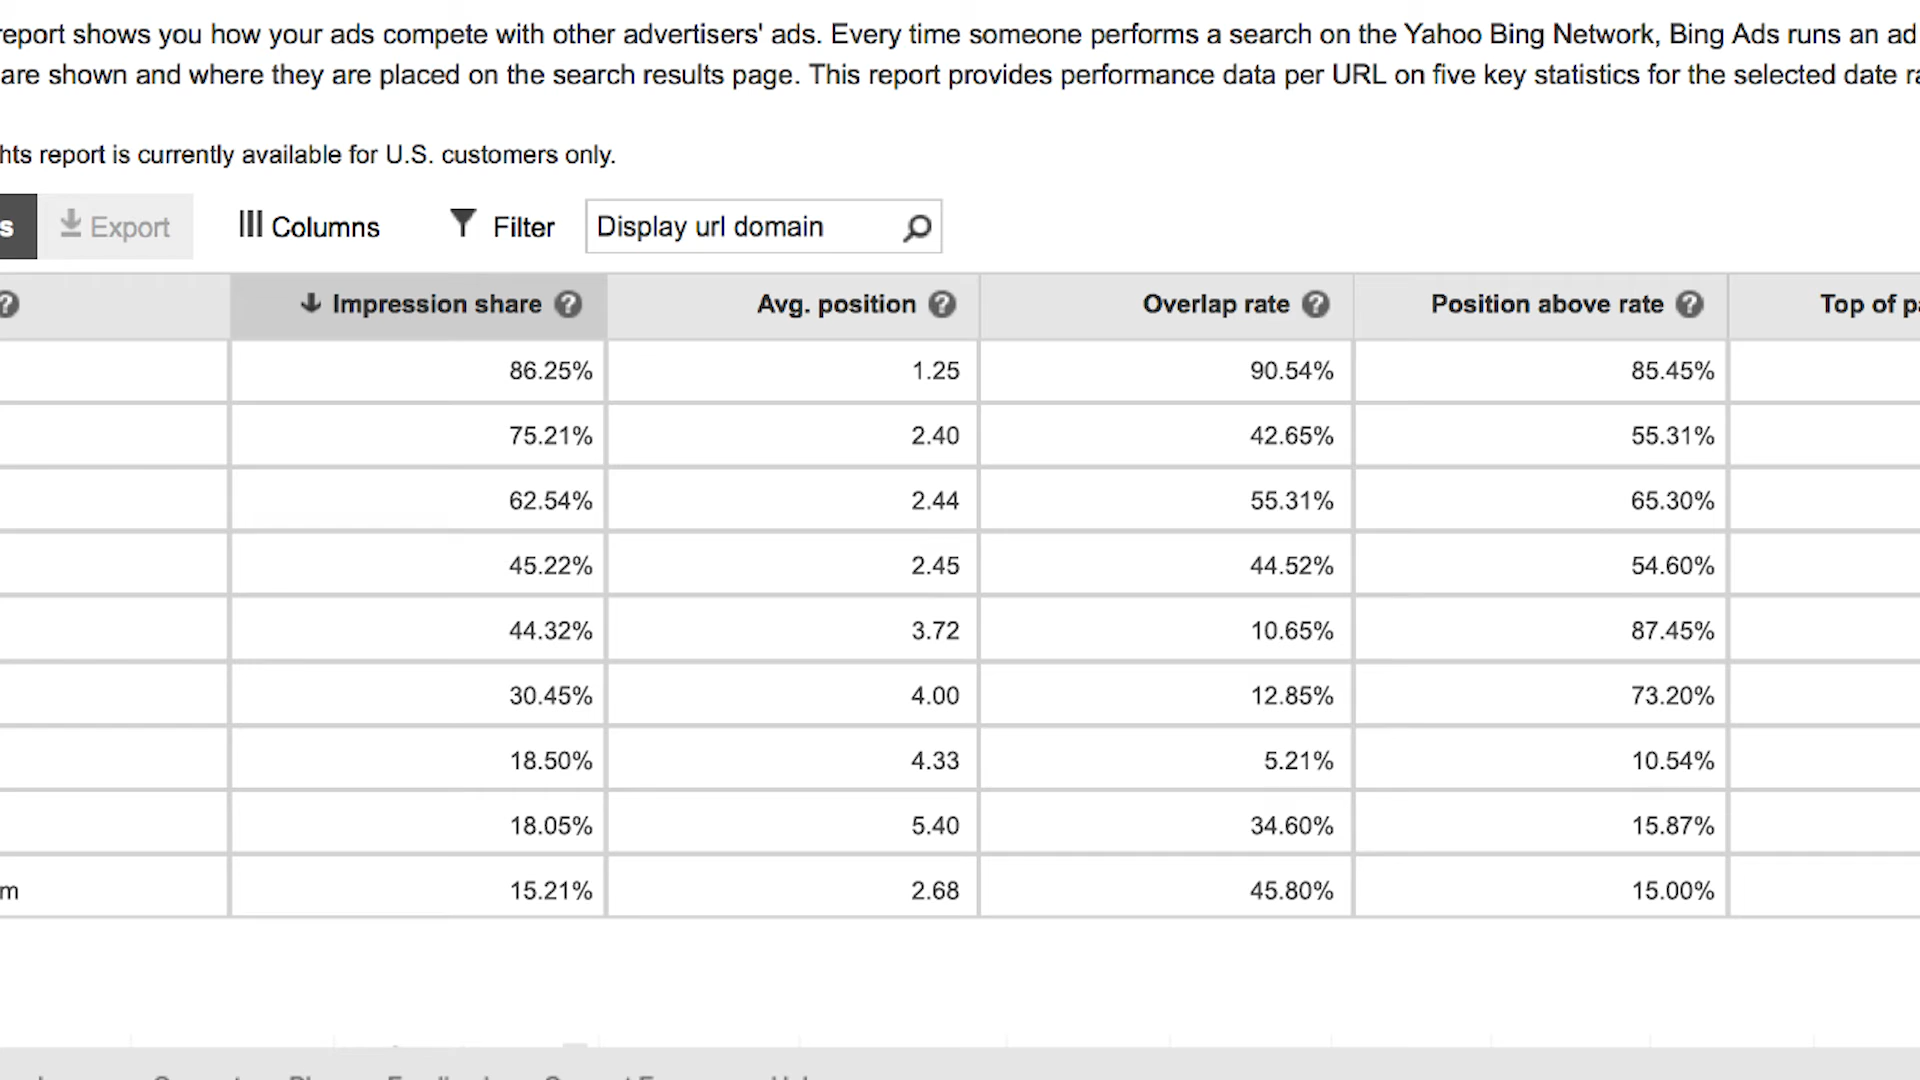 report shows you how your ads compete with other advertisers' ads. Every time someone performs a search on the Yahoo Bing Network, Bing Ads runs an ad
are shown and where they are placed on the search results page. This report provides performance data per URL on five key statistics for the selected date ra
hts report is currently available for U.S. customers only.
s Export Columns Filter Display url domain
Impression share Avg. position Overlap rate Position above rate Top of pa
86.25% 1.25 90.54% 85.45%
75.21% 2.40 42.65% 55.31%
62.54% 2.44 55.31% 65.30%
45.22% 2.45 44.52% 54.60%
44.32% 3.72 10.65% 87.45%
30.45% 4.00 12.85% 73.20%
18.50% 4.33 5.21% 10.54%
18.05% 5.40 34.60% 15.87%
m 15.21% 2.68 45.80% 15.00%